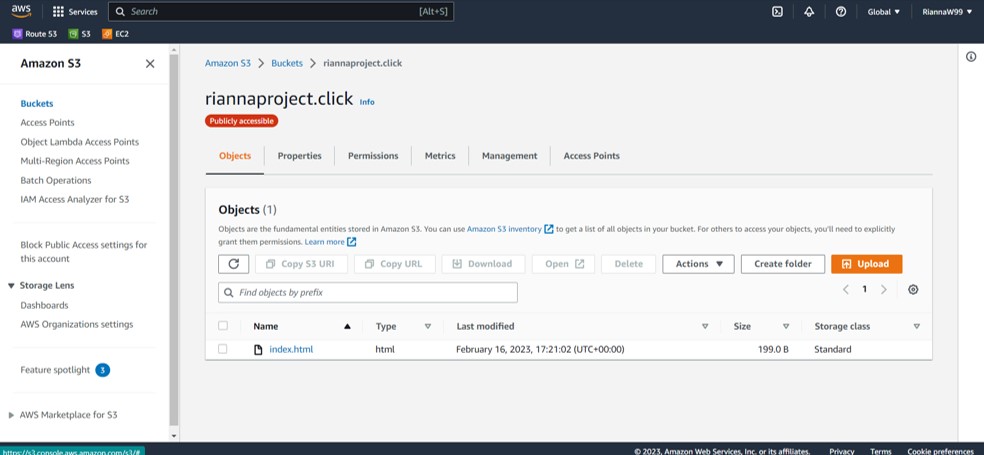 aws
Services
Search
[Alt+S]
Global
RiannaW99
Route 53
S3
EC2
Amazon S3
Buckets
Access Points
Object Lambda Access Points
Multi-Region Access Points
Batch Operations
IAM Access Analyzer for S3
Block Public Access settings for
this account
Storage Lens
Dashboards
AWS Organizations settings
Feature spotlight 3
AWS Marketplace for S3
https://s3.console.aws.amazon.com/s3/#
Amazon S3 > Buckets > riannaproject.click
riannaproject.click Info
Publicly accessible
Objects
Properties
Permissions
Metrics
Management
Access Points
Objects (1)
Objects are the fundamental entities stored in Amazon S3. You can use Amazon S3 inventory to get a list of all objects in your bucket. For others to access your objects, you'll need to explicitly
grant them permissions. Learn more
Copy S3 URI
Copy URL
Download
Open
Delete
Actions
Create folder
Upload
Find objects by prefix
< 1 >
Name Type Last modified Size Storage class
index.html html February 16, 2023, 17:21:02 (UTC+00:00) 199.0 B Standard
© 2023, Amazon Web Services, Inc. or its affiliates. Privacy Terms Cookie preferences